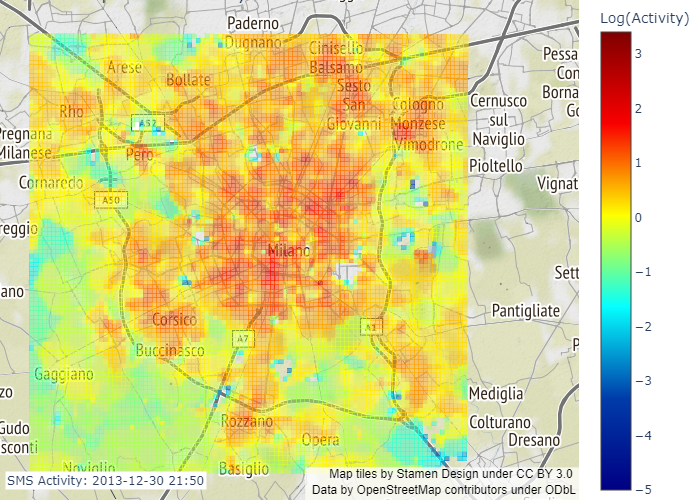 Paderno
Dugnano
Cinisello
Balsamo
Arese
Bollate
Sesto
San
Giovanni
Rho
A52
Cologno
Monzese
Vimodrone
Cernusco
sul
Naviglio
Pessa
Con
Borna
Go
Pregnana
Milanese
Pero
Pioltello
Cornaredo
Vignat
A50
reggio
Milano
Sett
ano
Pantigliate
Corsico
A7
Buccinasco
Gaggiano
Mediglia
zo
Gudo
sconti
Rozzano
Opera
Colturano
Dresano
Noviglio
Basiglio
SMS Activity: 2013-12-30 21:50
Map tiles by Stamen Design under CC BY 3.0
Data by OpenStreetMap contributors under ODbL
Log(Activity)
3
2
1
0
−1
−2
−3
−4
−5